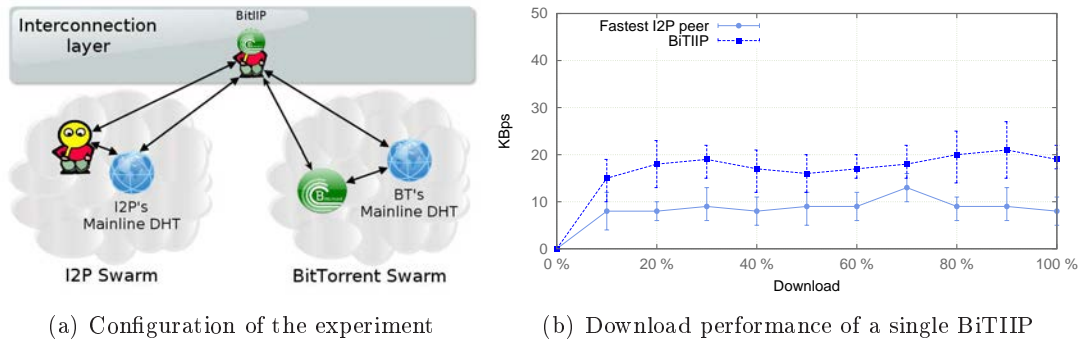 Interconnection
layer
BitIIP
I2P's
Mainline DHT
BT's
Mainline DHT
I2P Swarm
BitTorrent Swarm
(a) Configuration of the experiment
50
40
30
20
10
0
KBps
Fastest I2P peer
BiTIIP
0 %
20 %
40 %
60 %
80 %
100 %
Download
(b) Download performance of a single BiTIIP